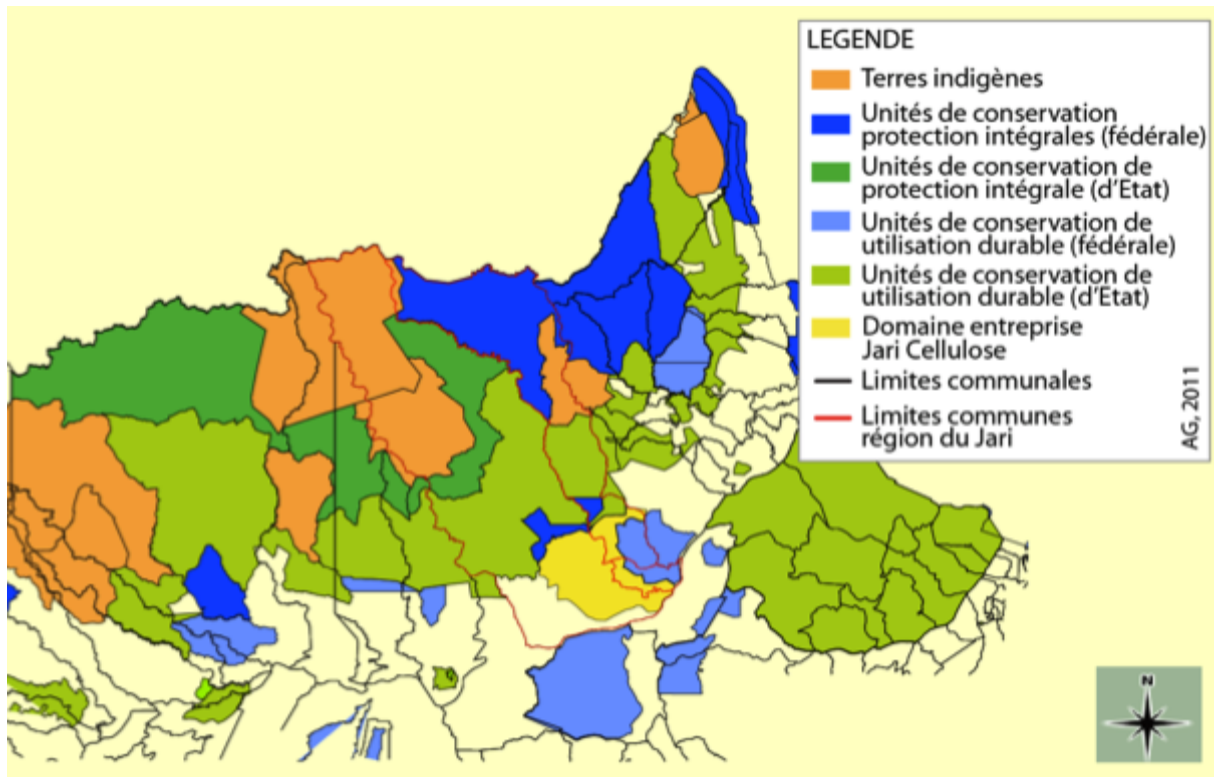 LEGENDE
Terres indigènes
Unités de conservation
protection intégrales (fédérale)
Unités de conservation de
protection intégrale (d'Etat)
Unités de conservation de
utilisation durable (fédérale)
Unités de conservation de
utilisation durable (d'Etat)
Domaine entreprise
Jari Cellulose
Limites communales
Limites communes
région du Jari
AG, 2011
N